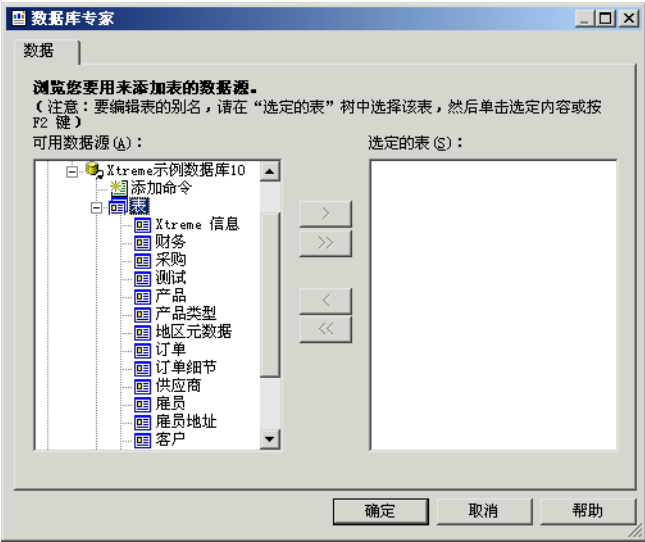 数据库专家
数据
浏览您要用来添加表的数据源。
(注意：要编辑表的别名，请在“选定的表”树中选择该表，然后单击选定内容或按
F2 键)
可用数据源(A)：
选定的表(S)：
Xtreme示例数据库10
添加命令
表
Xtreme 信息
财务
采购
测试
产品
产品类型
地区元数据
订单
订单细节
供应商
雇员
雇员地址
客户
>
>>
<
<<
确定
取消
帮助